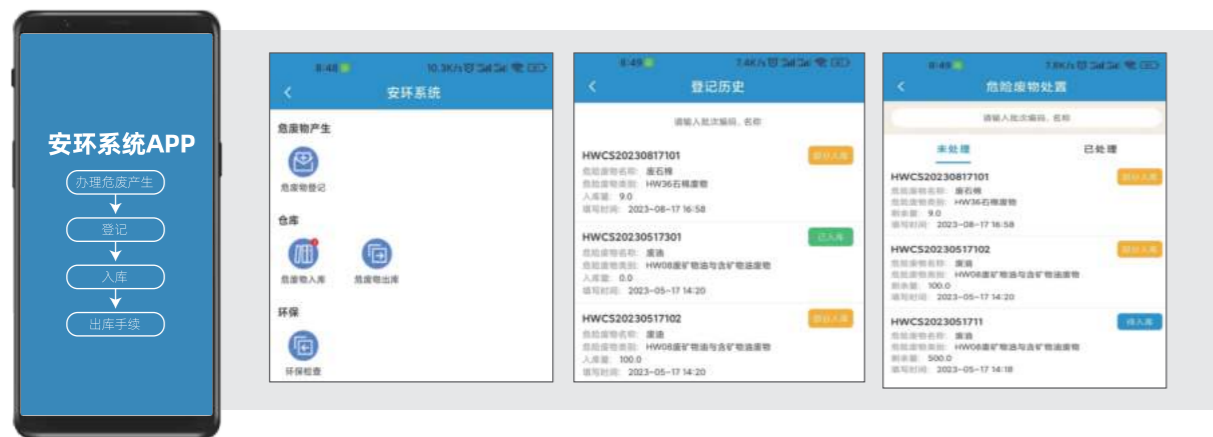 安环系统APP
办理危废产生
登记
入库
出库手续
8:48 10.3K/s
安环系统
危废物产生
危废物登记
仓库
危废物入库 危废物出库
环保
环保检查
8:49 7.4K/s
登记历史
请输入批次编码、名称
HWCS20230817101 部分入库
危险废物名称: 废石棉
危险废物类别: HW36石棉废物
入库量: 9.0
填写时间: 2023-08-17 16:58
HWCS20230517301 已入库
危险废物名称: 废油
危险废物类别: HW08废矿物油与含矿物油废物
入库量: 0.0
填写时间: 2023-05-17 14:20
HWCS20230517102 部分入库
危险废物名称: 废油
危险废物类别: HW08废矿物油与含矿物油废物
入库量: 100.0
填写时间: 2023-05-17 14:20
8:49 7.8K/s
危险废物处置
请输入批次编码、名称
未处理 已处理
HWCS20230817101 部分入库
危险废物名称: 废石棉
危险废物类别: HW36石棉废物
剩余量: 9.0
填写时间: 2023-08-17 16:58
HWCS20230517102 部分入库
危险废物名称: 废油
危险废物类别: HW08废矿物油与含矿物油废物
剩余量: 100.0
填写时间: 2023-05-17 14:20
HWCS2023051711 待入库
危险废物名称: 废油
危险废物类别: HW08废矿物油与含矿物油废物
剩余量: 500.0
填写时间: 2023-05-17 14:18